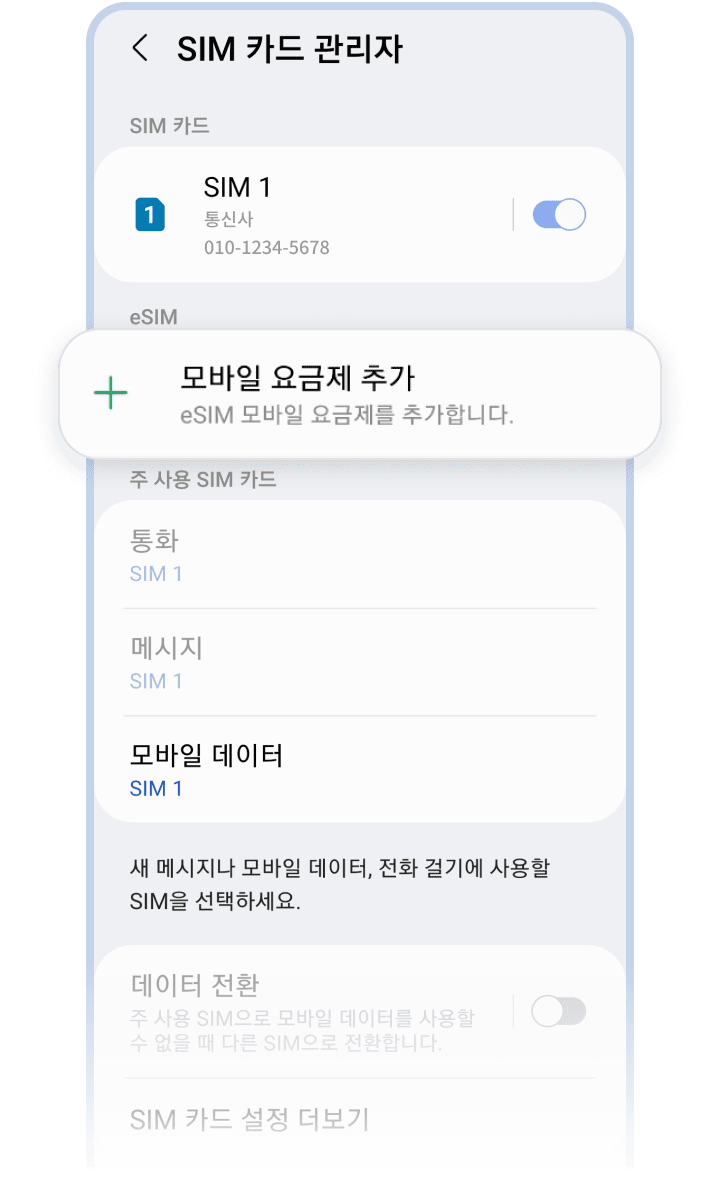 SIM 카드 관리자
SIM 카드
1
SIM 1
통신사
010-1234-5678
eSIM
모바일 요금제 추가
eSIM 모바일 요금제를 추가합니다.
주 사용 SIM 카드
통화
SIM 1
메시지
SIM 1
모바일 데이터
SIM 1
새 메시지나 모바일 데이터, 전화 걸기에 사용할
SIM을 선택하세요.
데이터 전환
주 사용 SIM으로 모바일 데이터를 사용할
수 없을 때 다른 SIM으로 전환합니다.
SIM 카드 설정 더보기